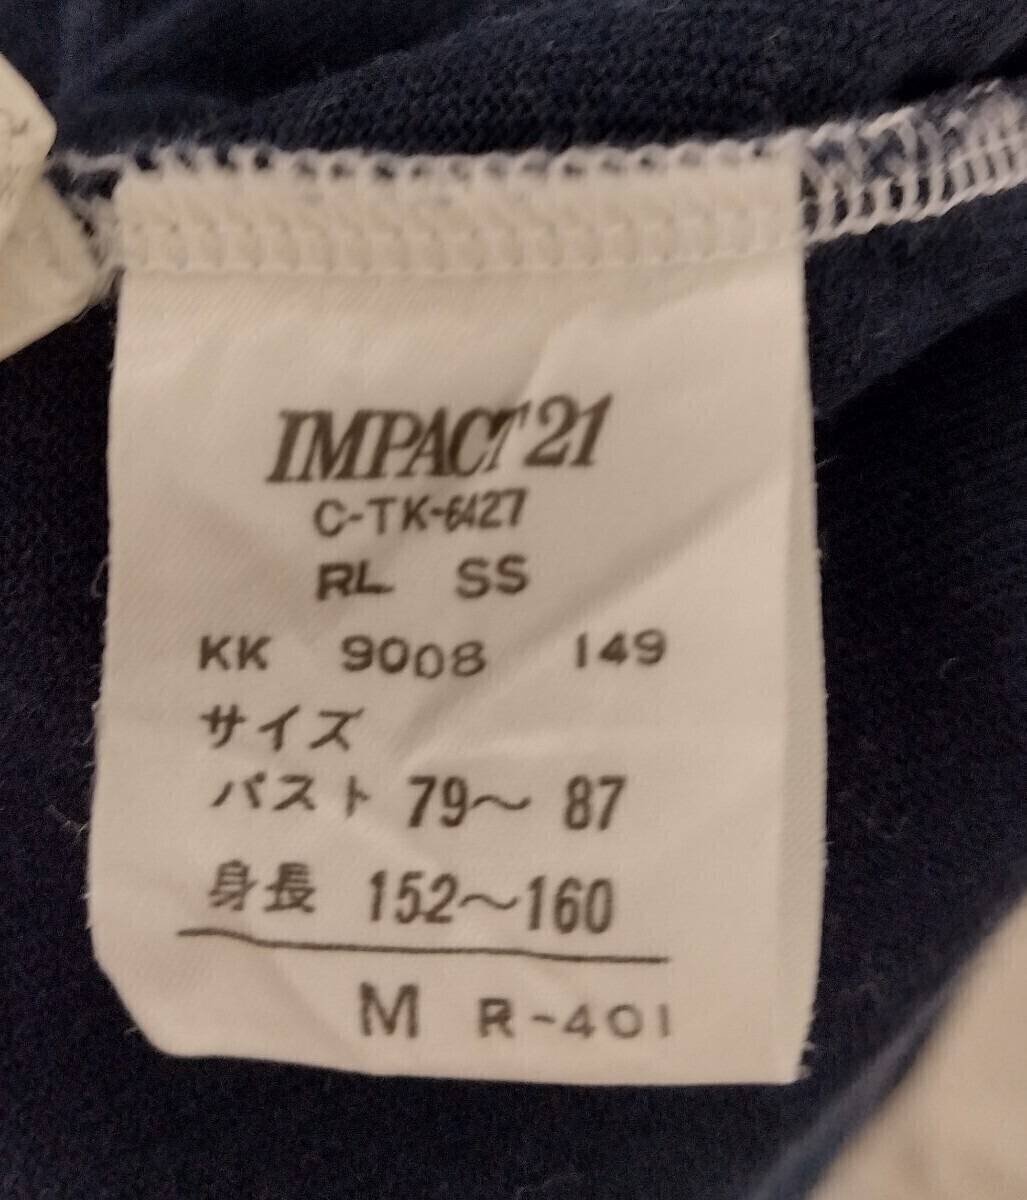 IMPACT 21
C-TK-6427
RL SS
KK 9008 149
サイズ
バスト 79〜87
身長 152〜160
M R-401